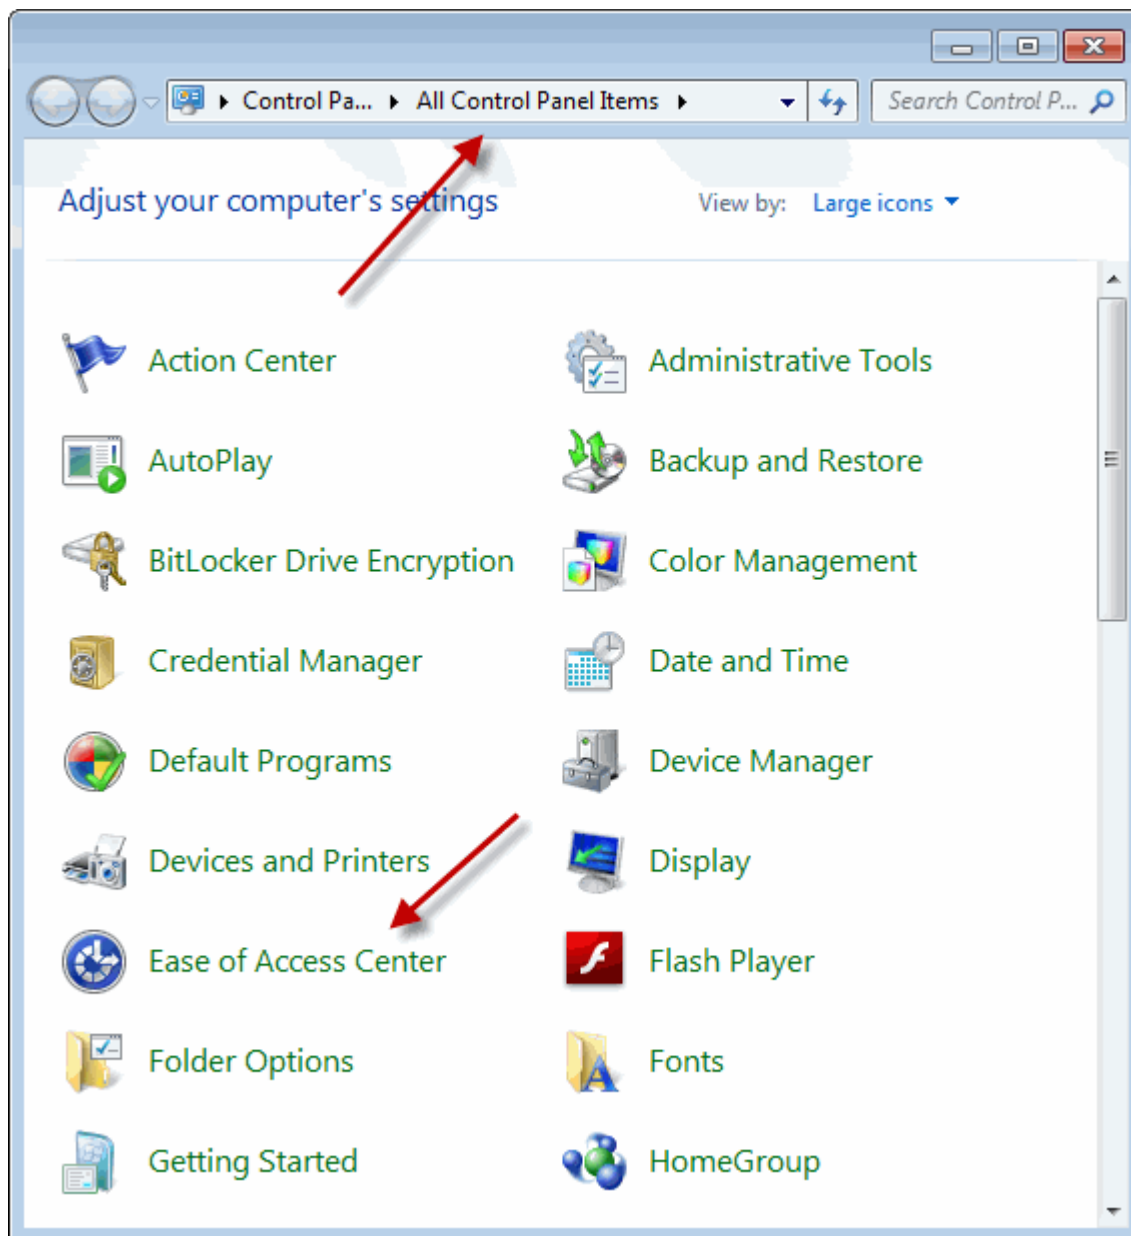 Control Pa... All Control Panel Items Search Control P...
Adjust your computer's settings View by: Large icons
Action Center Administrative Tools
AutoPlay Backup and Restore
BitLocker Drive Encryption Color Management
Credential Manager Date and Time
Default Programs Device Manager
Devices and Printers Display
Ease of Access Center Flash Player
Folder Options Fonts
Getting Started HomeGroup